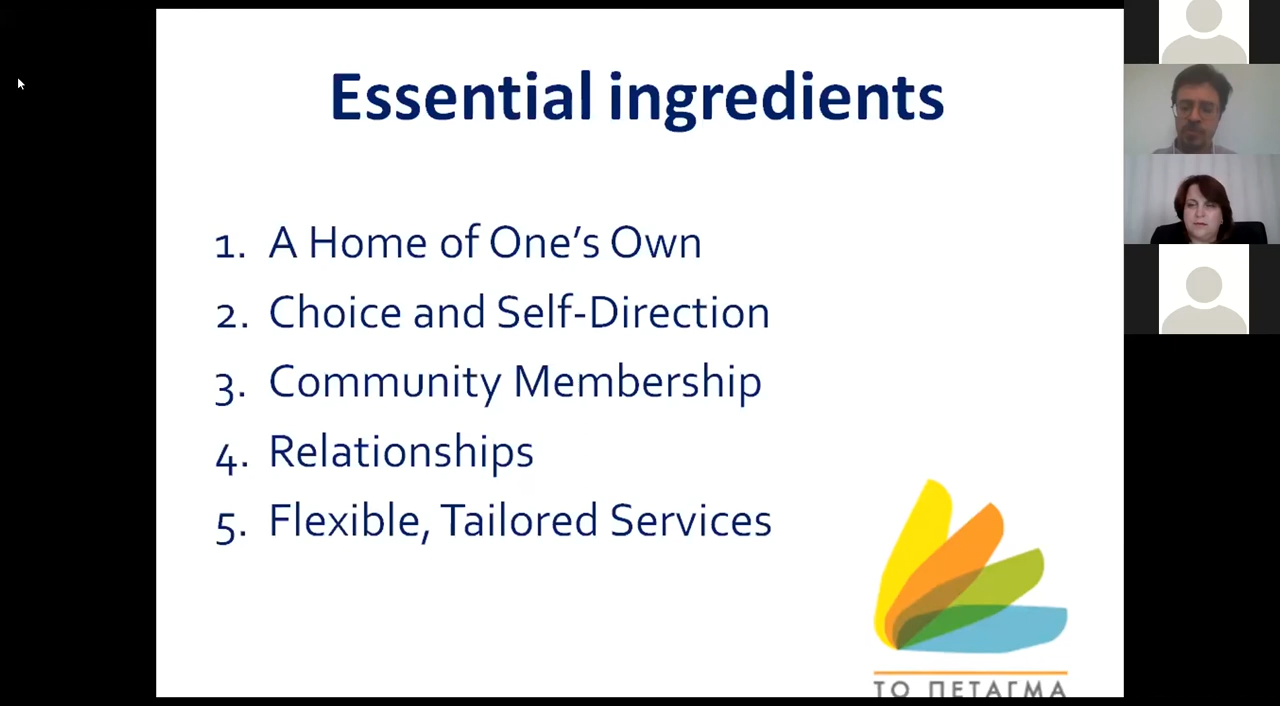 Essential ingredients
1. A Home of One’s Own
2. Choice and Self-Direction
3. Community Membership
4. Relationships
5. Flexible, Tailored Services
ΤΟ ΠΕΤΑΓΜΑ